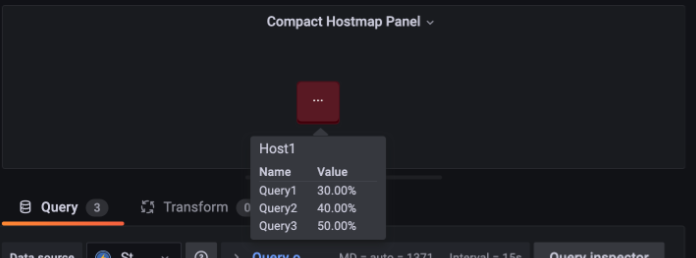 Compact Hostmap Panel
...
Host1
Name Value
Query1 30.00%
Query2 40.00%
Query3 50.00%
Query 3 Transform 0
Data source St Query o MD = auto = 1371 Interval = 15s Query inspector